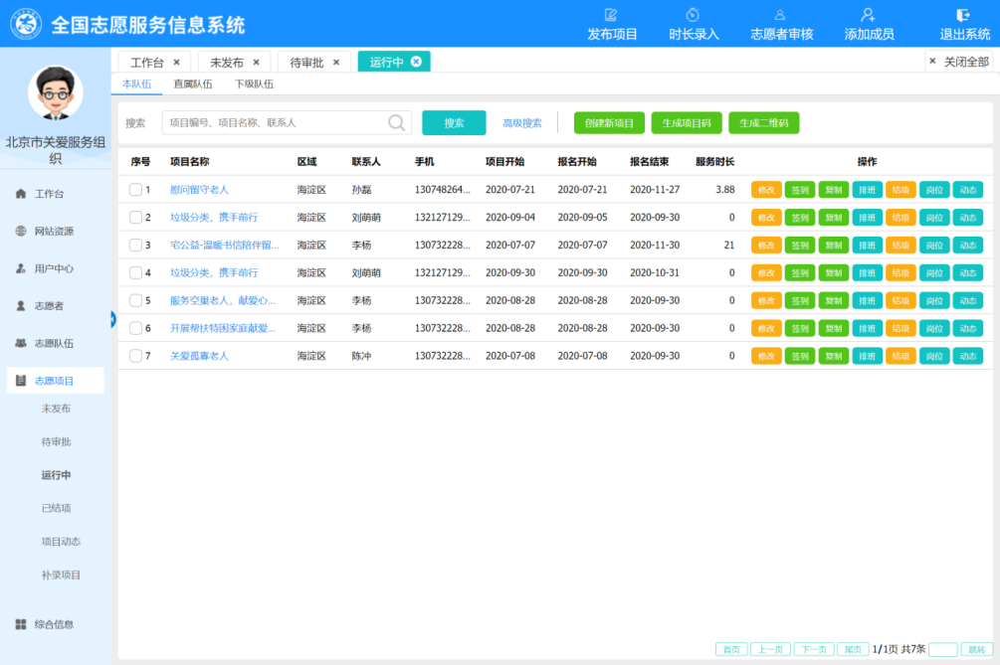 全国志愿服务信息系统
发布项目 时长录入 志愿者审核 添加成员 退出系统
工作台 × 未发布 × 待审批 × 运行中 × × 关闭全部
本队伍 直属队伍 下级队伍
北京市关爱服务组
织
工作台
网站资源
用户中心
志愿者
志愿队伍
志愿项目
未发布
待审批
运行中
已结项
项目动态
补录项目
综合信息
搜索 项目编号、项目名称、联系人 搜索 高级搜索 创建新项目 生成项目码 生成二维码
序号 项目名称 区域 联系人 手机 项目开始 报名开始 报名结束 服务时长 操作
1 慰问留守老人 海淀区 孙磊 130748264... 2020-07-21 2020-07-21 2020-11-27 3.88 修改 签到 复制 排班 结项 岗位 动态
2 垃圾分类，携手前行 海淀区 刘萌萌 132127129... 2020-09-04 2020-09-05 2020-09-30 0 修改 签到 复制 排班 结项 岗位 动态
3 宅公益-温暖书信陪伴留... 海淀区 李杨 130732228... 2020-07-07 2020-07-07 2020-11-30 21 修改 签到 复制 排班 结项 岗位 动态
4 垃圾分类，携手前行 海淀区 刘萌萌 132127129... 2020-09-30 2020-09-30 2020-10-31 0 修改 签到 复制 排班 结项 岗位 动态
5 服务空巢老人，献爱心... 海淀区 李杨 130732228... 2020-08-28 2020-08-28 2020-09-30 0 修改 签到 复制 排班 结项 岗位 动态
6 开展帮扶特困家庭献爱... 海淀区 李杨 130732228... 2020-08-28 2020-08-28 2020-09-30 0 修改 签到 复制 排班 结项 岗位 动态
7 关爱孤寡老人 海淀区 陈冲 130732228... 2020-07-08 2020-07-08 2020-09-30 0 修改 签到 复制 排班 结项 岗位 动态
首页 上一页 下一页 尾页 1/1页 共7条 跳转